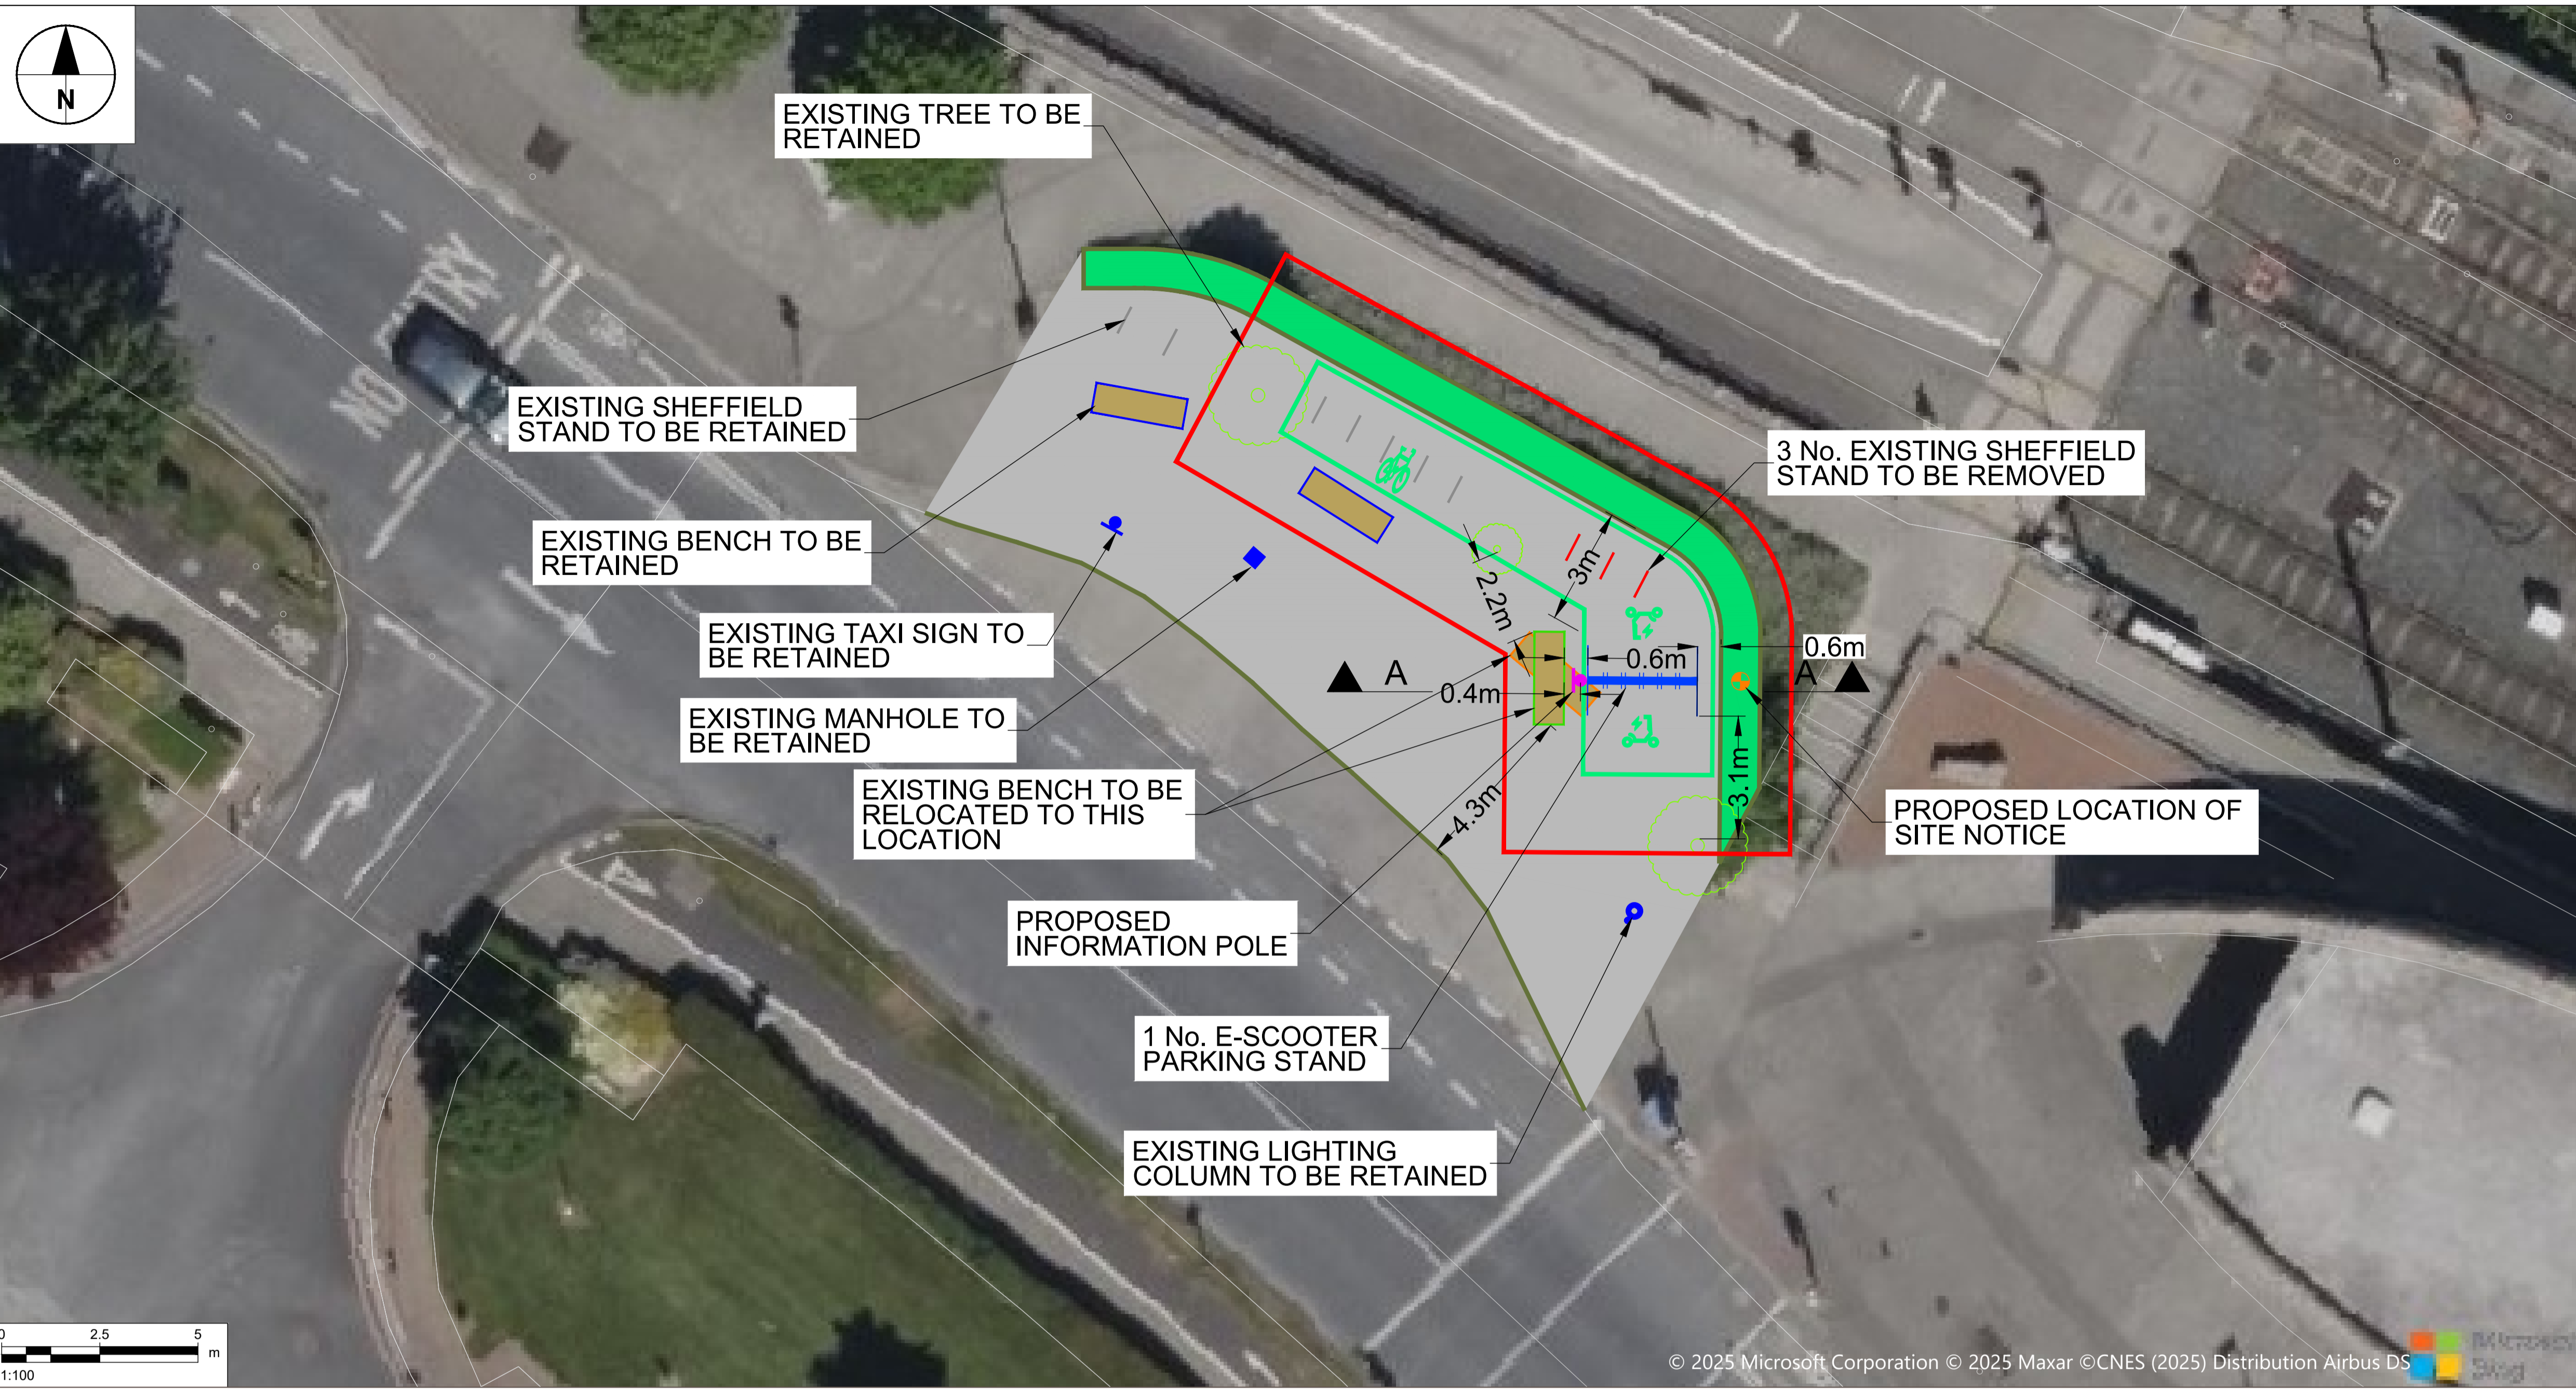 N
EXISTING TREE TO BE
RETAINED
EXISTING SHEFFIELD
STAND TO BE RETAINED
3 No. EXISTING SHEFFIELD
STAND TO BE REMOVED
EXISTING BENCH TO BE
RETAINED
EXISTING TAXI SIGN TO
BE RETAINED
EXISTING MANHOLE TO
BE RETAINED
EXISTING BENCH TO BE
RELOCATED TO THIS
LOCATION
3m
2.2m
0.6m
0.6m
A
A
0.4m
3.1m
4.3m
PROPOSED LOCATION OF
SITE NOTICE
PROPOSED
INFORMATION POLE
1 No. E-SCOOTER
PARKING STAND
EXISTING LIGHTING
COLUMN TO BE RETAINED
NO
0 2.5 5
m
1:100
© 2025 Microsoft Corporation © 2025 Maxar ©CNES (2025) Distribution Airbus DS
Microsoft
Bing